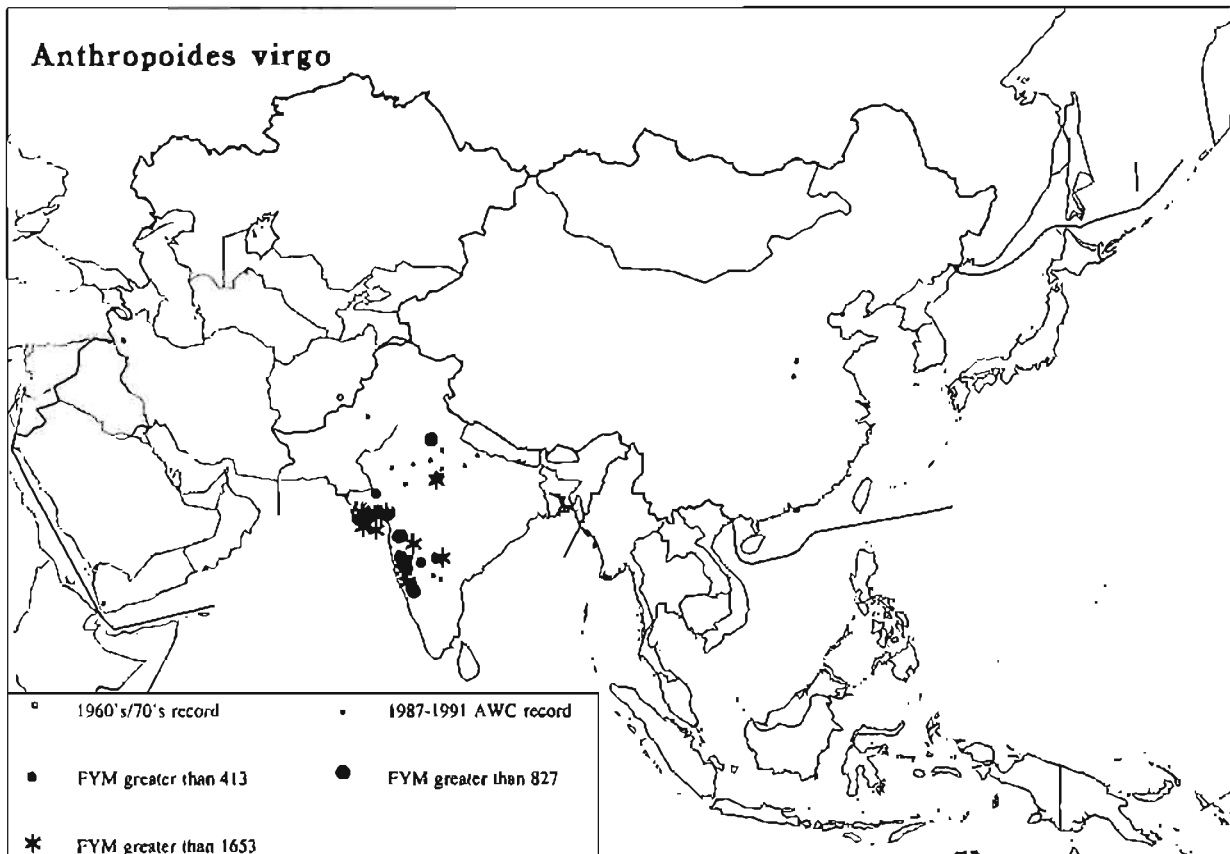 Anthropoides virgo
1960's/70's record
1987-1991 AWC record
FYM greater than 413
FYM greater than 827
FYM greater than 1653